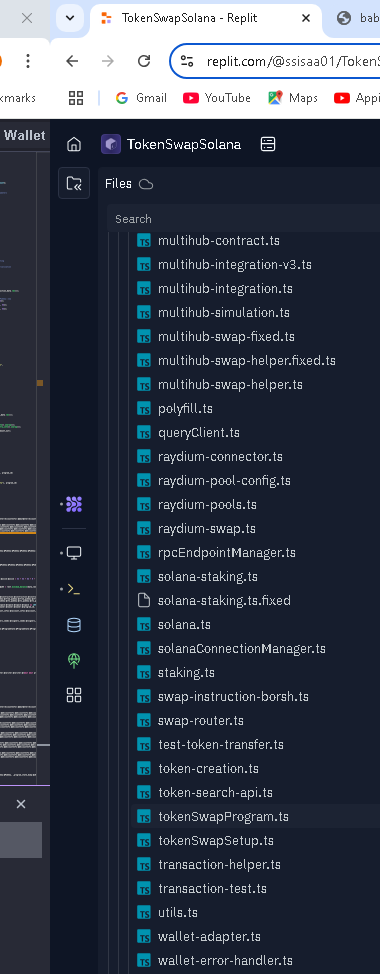 TokenSwapSolana - Replit
bab
replit.com/@ssisaa01/TokenS
kmarks
Gmail
YouTube
Maps
Appi
Wallet
TokenSwapSolana
Files
Search
multihub-contract.ts
multihub-integration-v3.ts
multihub-integration.ts
multihub-simulation.ts
multihub-swap-fixed.ts
multihub-swap-helper.fixed.ts
multihub-swap-helper.ts
polyfill.ts
queryClient.ts
raydium-connector.ts
raydium-pool-config.ts
raydium-pools.ts
raydium-swap.ts
rpcEndpointManager.ts
solana-staking.ts
solana-staking.ts.fixed
solana.ts
solanaConnectionManager.ts
staking.ts
swap-instruction-borsh.ts
swap-router.ts
test-token-transfer.ts
token-creation.ts
token-search-api.ts
tokenSwapProgram.ts
tokenSwapSetup.ts
transaction-helper.ts
transaction-test.ts
utils.ts
wallet-adapter.ts
wallet-error-handler.ts